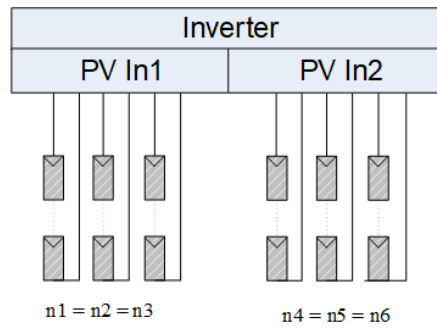 Inverter
PV In1
PV In2
n1 = n2 = n3
n4 = n5 = n6